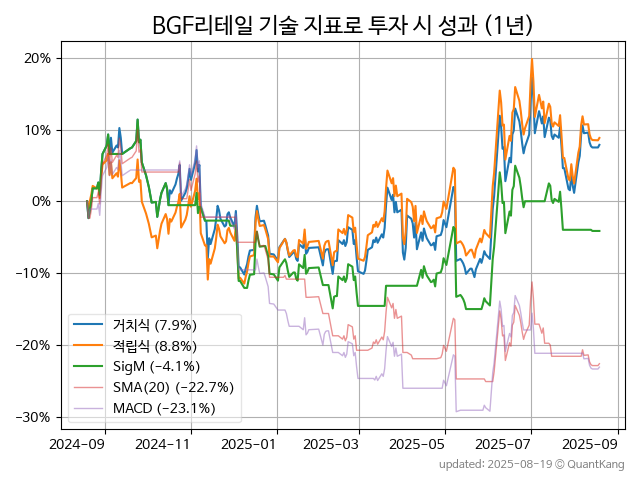 BGF리테일 기술 지표로 투자 시 성과 (1년)
20%
10%
0%
−10%
−20%
−30%
거치식 (7.9%)
적립식 (8.8%)
SigM (−4.1%)
SMA(20) (−22.7%)
MACD (−23.1%)
2024-09
2024-11
2025-01
2025-03
2025-05
2025-07
2025-09
updated: 2025-08-19 © QuantKang